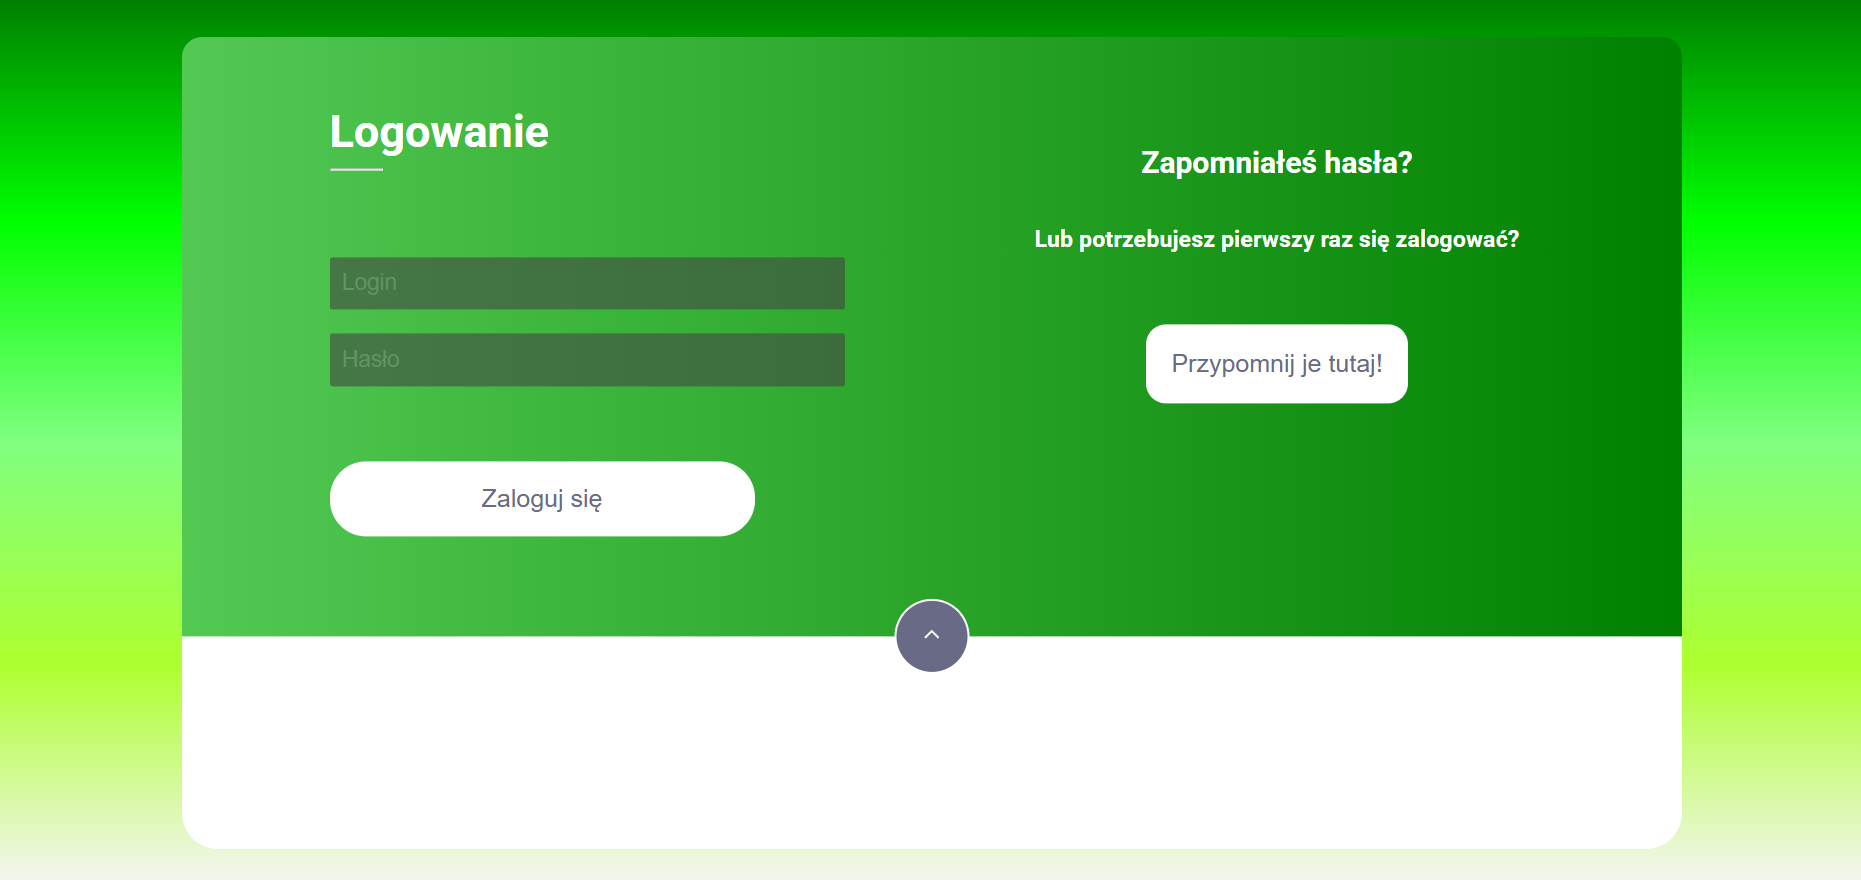 Logowanie
Login
Hasło
Zaloguj się
Zapomniałeś hasła?
Lub potrzebujesz pierwszy raz się zalogować?
Przypomnij je tutaj!